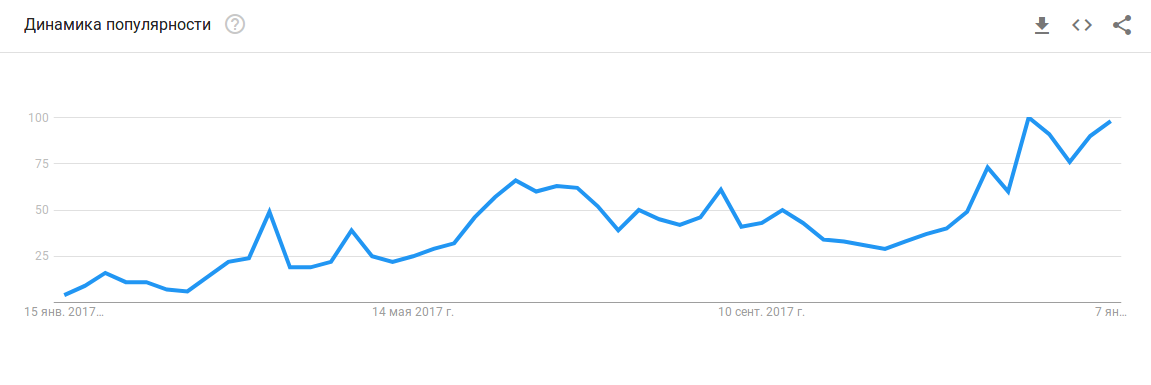 Динамика популярности ?
100
75
50
25
15 янв. 2017…
14 мая 2017 г.
10 сент. 2017 г.
7 ян…